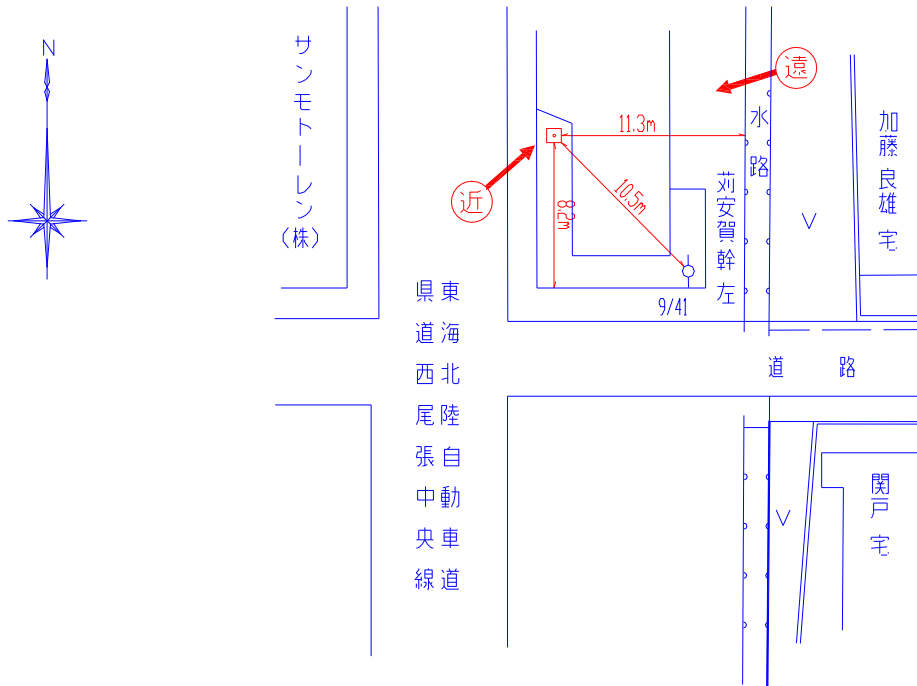 N
サンモトーレン(株)
近
遠
11.3m
10.5m
8.2m
水路
苅安賀幹左
9/41
加藤良雄宅
東海北陸自動車道
県道西尾張中央線
道路
関戸宅